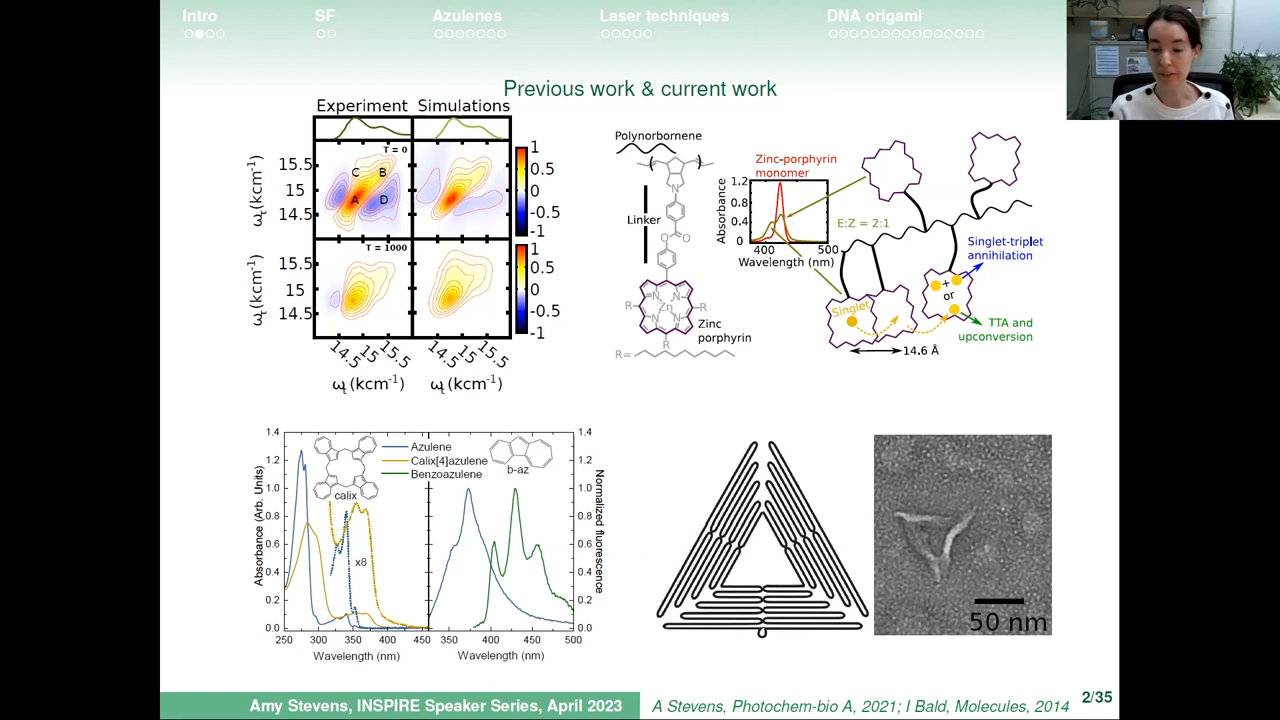 Intro SF Azulenes Laser techniques DNA origami
Previous work & current work
Experiment Simulations
T = 0
C B
A D
15.5
15
14.5
ωt (kcm-1)
1
0.5
0
-0.5
-1
T = 1000
15.5
15
14.5
ωt (kcm-1)
1
0.5
0
-0.5
-1
14.5 15 15.5 14.5 15 15.5
ωt (kcm-1) ωt (kcm-1)
Polynorbornene
N
Linker
O
O
R N N R
Zn
N N
R
Zinc
porphyrin
R=
Zinc-porphyrin
monomer
Absorbance
1.2
0.8
0.4
0
400 500
Wavelength (nm)
E:Z = 2:1
Singlet-triplet
annihilation
+
or
Singlet
TTA and
upconversion
14.6 Å
Absorbance (Arb. Units)
1.4
1.2
1.0
0.8
0.6
0.4
0.2
0.0
250 300 350 400 450
Wavelength (nm)
calix
x8
Azulene
Calix[4]azulene
Benzoazulene
b-az
350 400 450 500
Wavelength (nm)
1.4
1.2
1.0
0.8
0.6
0.4
0.2
0.0
Normalized fluorescence
50 nm
Amy Stevens, INSPIRE Speaker Series, April 2023
A Stevens, Photochem-bio A, 2021; I Bald, Molecules, 2014
2/35